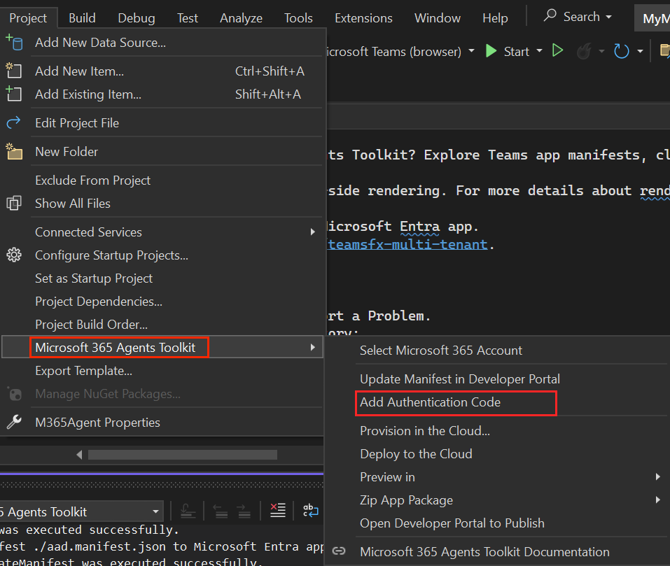 Project Build Debug Test Analyze Tools Extensions Window Help Search MyM
Add New Data Source...
icrosoft Teams (browser) Start
Add New Item... Ctrl+Shift+A
Add Existing Item... Shift+Alt+A
Edit Project File
New Folder
ts Toolkit? Explore Teams app manifests, cl
Exclude From Project
-side rendering. For more details about rend
Show All Files
icrosoft Entra app.
Connected Services
teamsfx-multi-tenant.
Configure Startup Projects...
Set as Startup Project
Project Dependencies...
rt a Problem.
Project Build Order...
ory:
Microsoft 365 Agents Toolkit
Select Microsoft 365 Account
Export Template...
Update Manifest in Developer Portal
Manage NuGet Packages...
Add Authentication Code
M365Agent Properties
Provision in the Cloud...
Deploy to the Cloud
Preview in
Zip App Package
5 Agents Toolkit
Open Developer Portal to Publish
was executed successfully.
fest ./aad.manifest.json to Microsoft Entra app
Microsoft 365 Agents Toolkit Documentation
ateManifest was executed successfully.